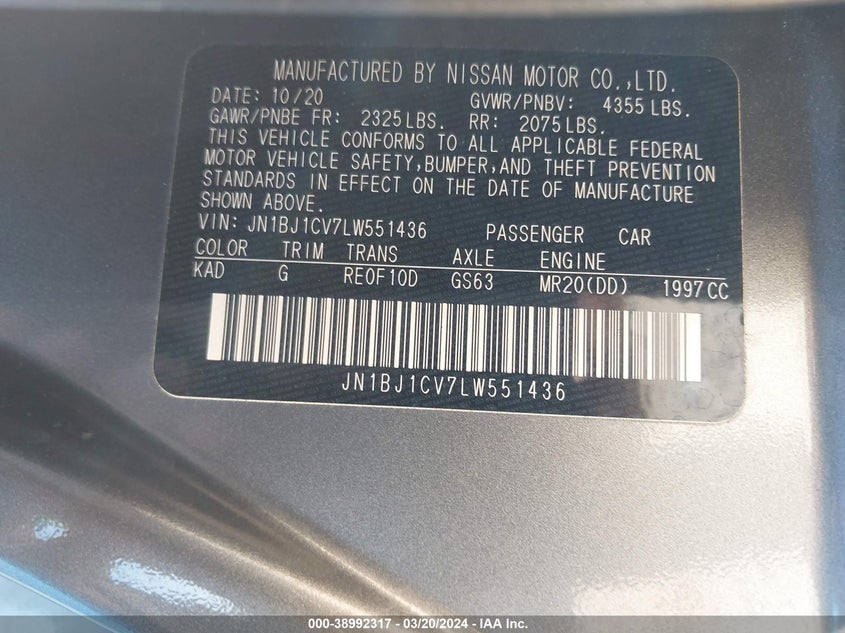 MANUFACTURED BY NISSAN MOTOR CO.,LTD.
DATE: 10/20 GVWR/PNBV: 4355 LBS.
GAWR/PNBE FR: 2325 LBS. RR: 2075 LBS.
THIS VEHICLE CONFORMS TO ALL APPLICABLE FEDERAL
MOTOR VEHICLE SAFETY,BUMPER,AND THEFT PREVENTION
STANDARDS IN EFFECT ON THE DATE OF MANUFACTURE
SHOWN ABOVE.
VIN: JN1BJ1CV7LW551436 PASSENGER CAR
COLOR TRIM TRANS AXLE ENGINE
KAD G RE0F10D GS63 MR20(DD) 1997CC
JN1BJ1CV7LW551436
000-38992317 - 03/20/2024 - IAA Inc.